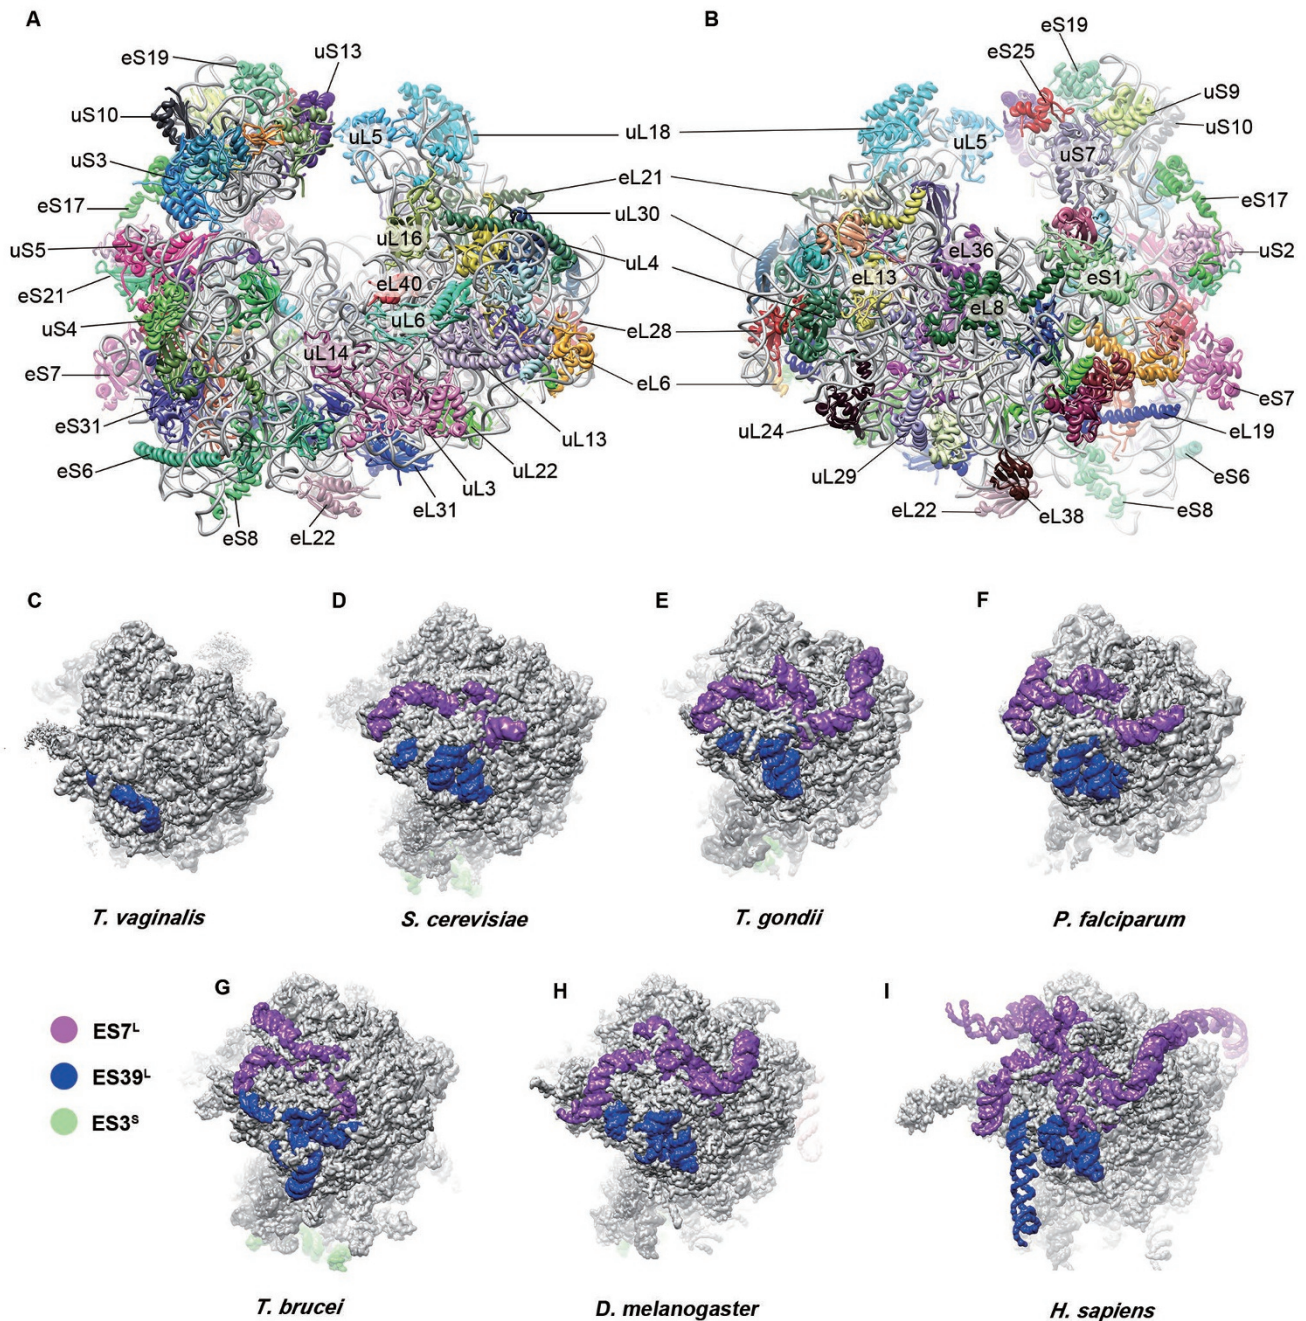 A
B
eS19
uS13
uS10
uS3
eS17
uS5
eS21
uS4
eS7
eS31
eS6
eS8
eL22
eL31
uL3
uL22
uL13
uL5
uL16
eL40
uL6
uL14
uL18
eL21
uL30
uL4
eL28
eL6
eS19
eS25
uS9
uS10
uL5
uS7
eS17
uS2
eL36
eL13
eS1
eL8
eS7
eL19
uL24
uL29
eS6
eL22
eL38
eS8
C
D
E
F
T. vaginalis
S. cerevisiae
T. gondii
P. falciparum
G
H
I
ES7ᴸ
ES39ᴸ
ES3ˢ
T. brucei
D. melanogaster
H. sapiens